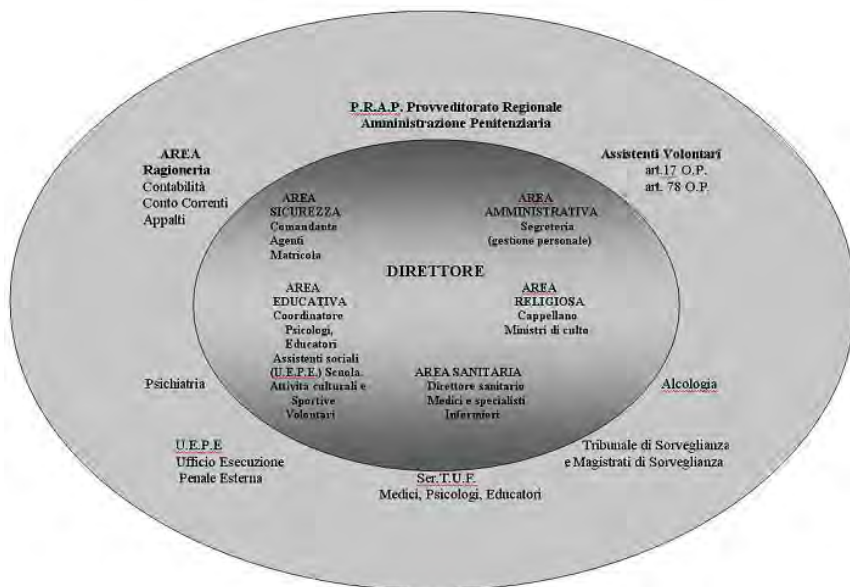 P.R.A.P. Provveditorato Regionale
Amministrazione Penitenziaria
AREA
Ragioneria
Contabilità
Conto Correnti
Appalti
Assistenti Volontari
art.17 O.P.
art. 78 O.P.
AREA
SICUREZZA
Comandante
Agenti
Matricola
AREA
AMMINISTRATIVA
Segreteria
(gestione personale)
DIRETTORE
AREA
EDUCATIVA
Coordinatore
Psicologi,
Educatori
Assistenti sociali
(U.E.P.E.) Scuola.
Attività culturali e
Sportive
Volontari
AREA
RELIGIOSA
Cappellano
Ministri di culto
AREA SANITARIA
Direttore sanitario
Medici e specialisti
Infermieri
Psichiatria
Alcologia
U.E.P.E
Ufficio Esecuzione
Penale Esterna
Tribunale di Sorveglianza
e Magistrati di Sorveglianza
Ser.T.U.F.
Medici, Psicologi, Educatori